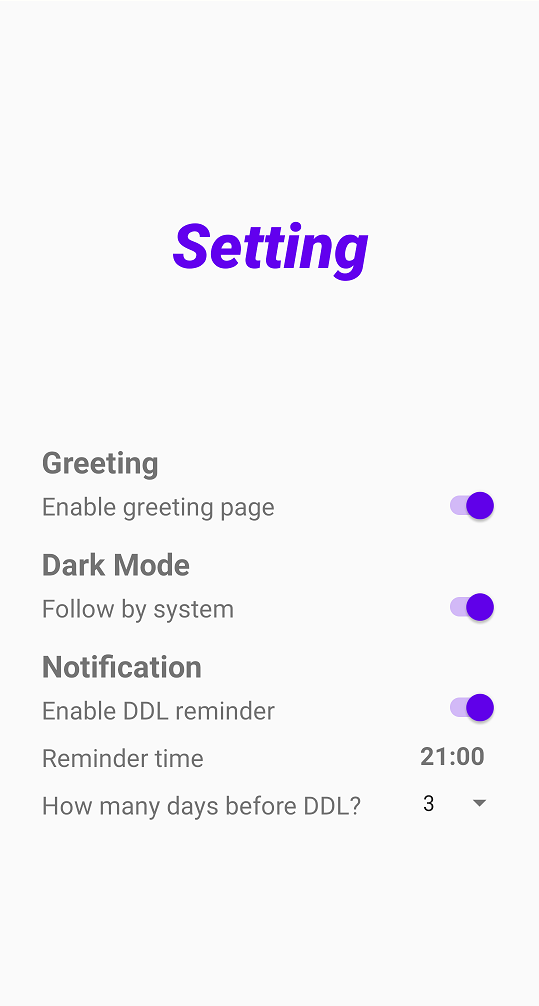 Setting
Greeting
Enable greeting page
Dark Mode
Follow by system
Notification
Enable DDL reminder
Reminder time 21:00
How many days before DDL? 3